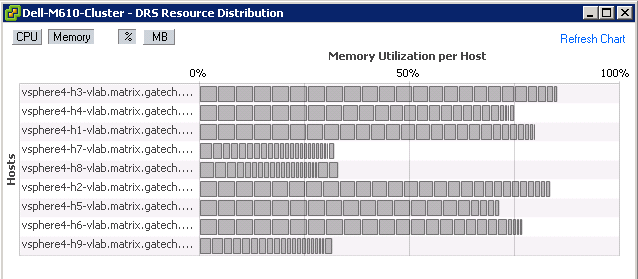 Dell-M610-Cluster - DRS Resource Distribution
CPU Memory % MB
Refresh Chart
Memory Utilization per Host
0% 50% 100%
Hosts
vsphere4-h3-vlab.matrix.gatech....
vsphere4-h4-vlab.matrix.gatech....
vsphere4-h1-vlab.matrix.gatech....
vsphere4-h7-vlab.matrix.gatech....
vsphere4-h8-vlab.matrix.gatech....
vsphere4-h2-vlab.matrix.gatech....
vsphere4-h5-vlab.matrix.gatech....
vsphere4-h6-vlab.matrix.gatech....
vsphere4-h9-vlab.matrix.gatech....